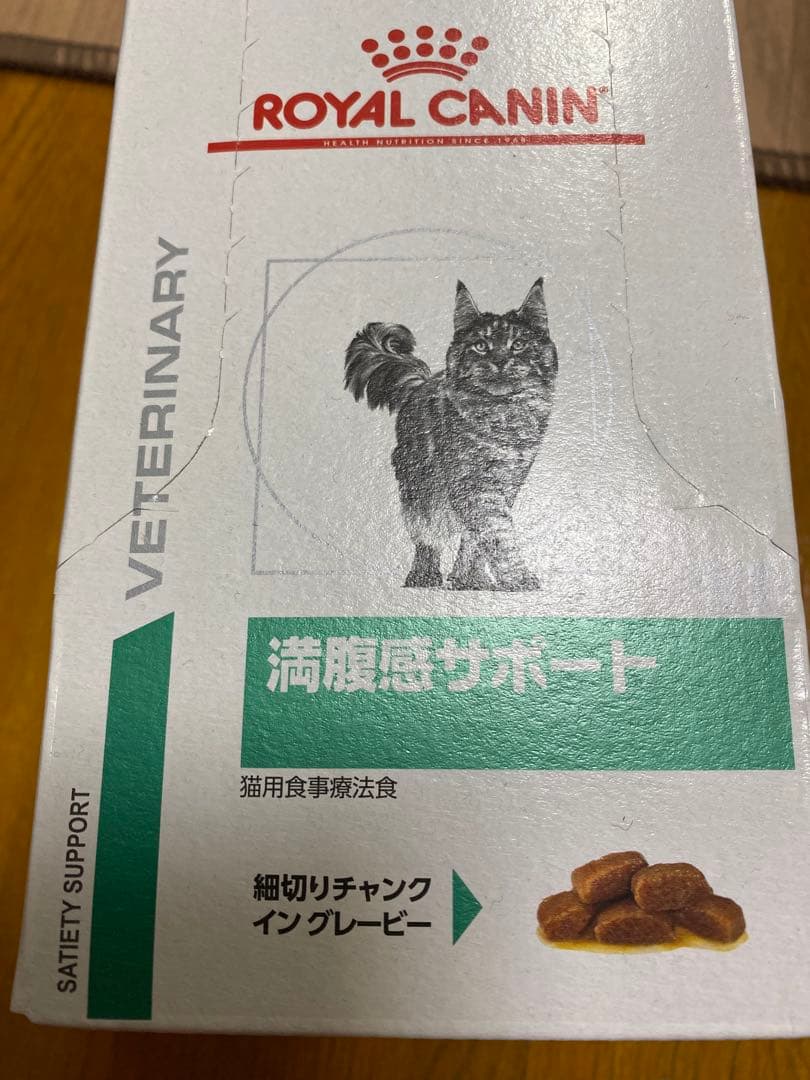 ROYAL CANIN
HEALTH NUTRITION SINCE 1968
VETERINARY
満腹感サポート
猫用食事療法食
SATIETY SUPPORT
細切りチャンク
イン グレービー